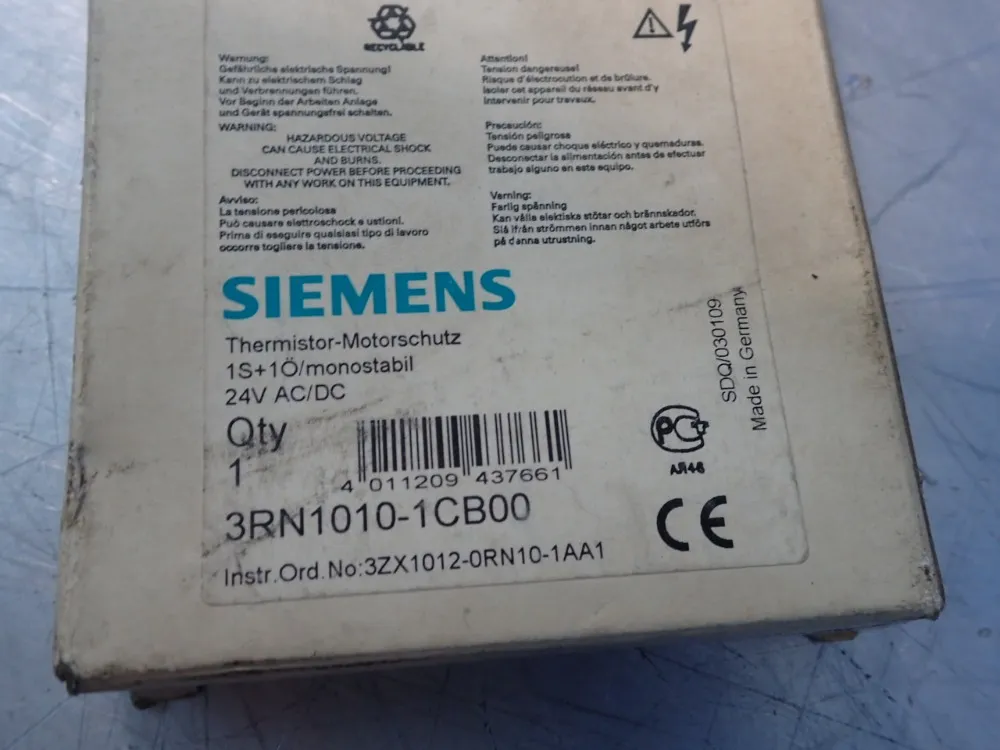 RECYCLABLE
Warnung:
Gefährliche elektrische Spannung!
Kann zu elektrischem Schlag
und Verbrennungen führen.
Vor Beginn der Arbeiten Anlage
und Gerät spannungsfrei schalten.
WARNING:
HAZARDOUS VOLTAGE
CAN CAUSE ELECTRICAL SHOCK
AND BURNS.
DISCONNECT POWER BEFORE PROCEEDING
WITH ANY WORK ON THIS EQUIPMENT.
Avviso:
La tensione pericolosa
Può causare elettroschock e ustioni.
Prima di eseguire qualsiasi tipo di lavoro
occorre togliere la tensione.
Attention!
Tension dangereuse!
Risque d'électrocution et de brûlure.
Isoler cet appareil du réseau avant d'y
intervenir pour travaux.
Precaución:
Tensión peligrosa
Puede causar choque eléctrico y quemaduras.
Desconectar la alimentación antas de efectuar
trabajo alguno en este equipo.
Varning:
Farlig spänning
Kan vålla elektiska stötar och brännskador.
Slå ifrån strömmen innan något arbete utförs
på danna utrustning.
SIEMENS
Thermistor-Motorschutz
1S+1Ö/monostabil
24V AC/DC
Qty
1
4 011209 437661
3RN1010-1CB00
Instr.Ord.No:3ZX1012-0RN10-1AA1
SDQ/030109
Made in Germany
PC
АЯ46
CE